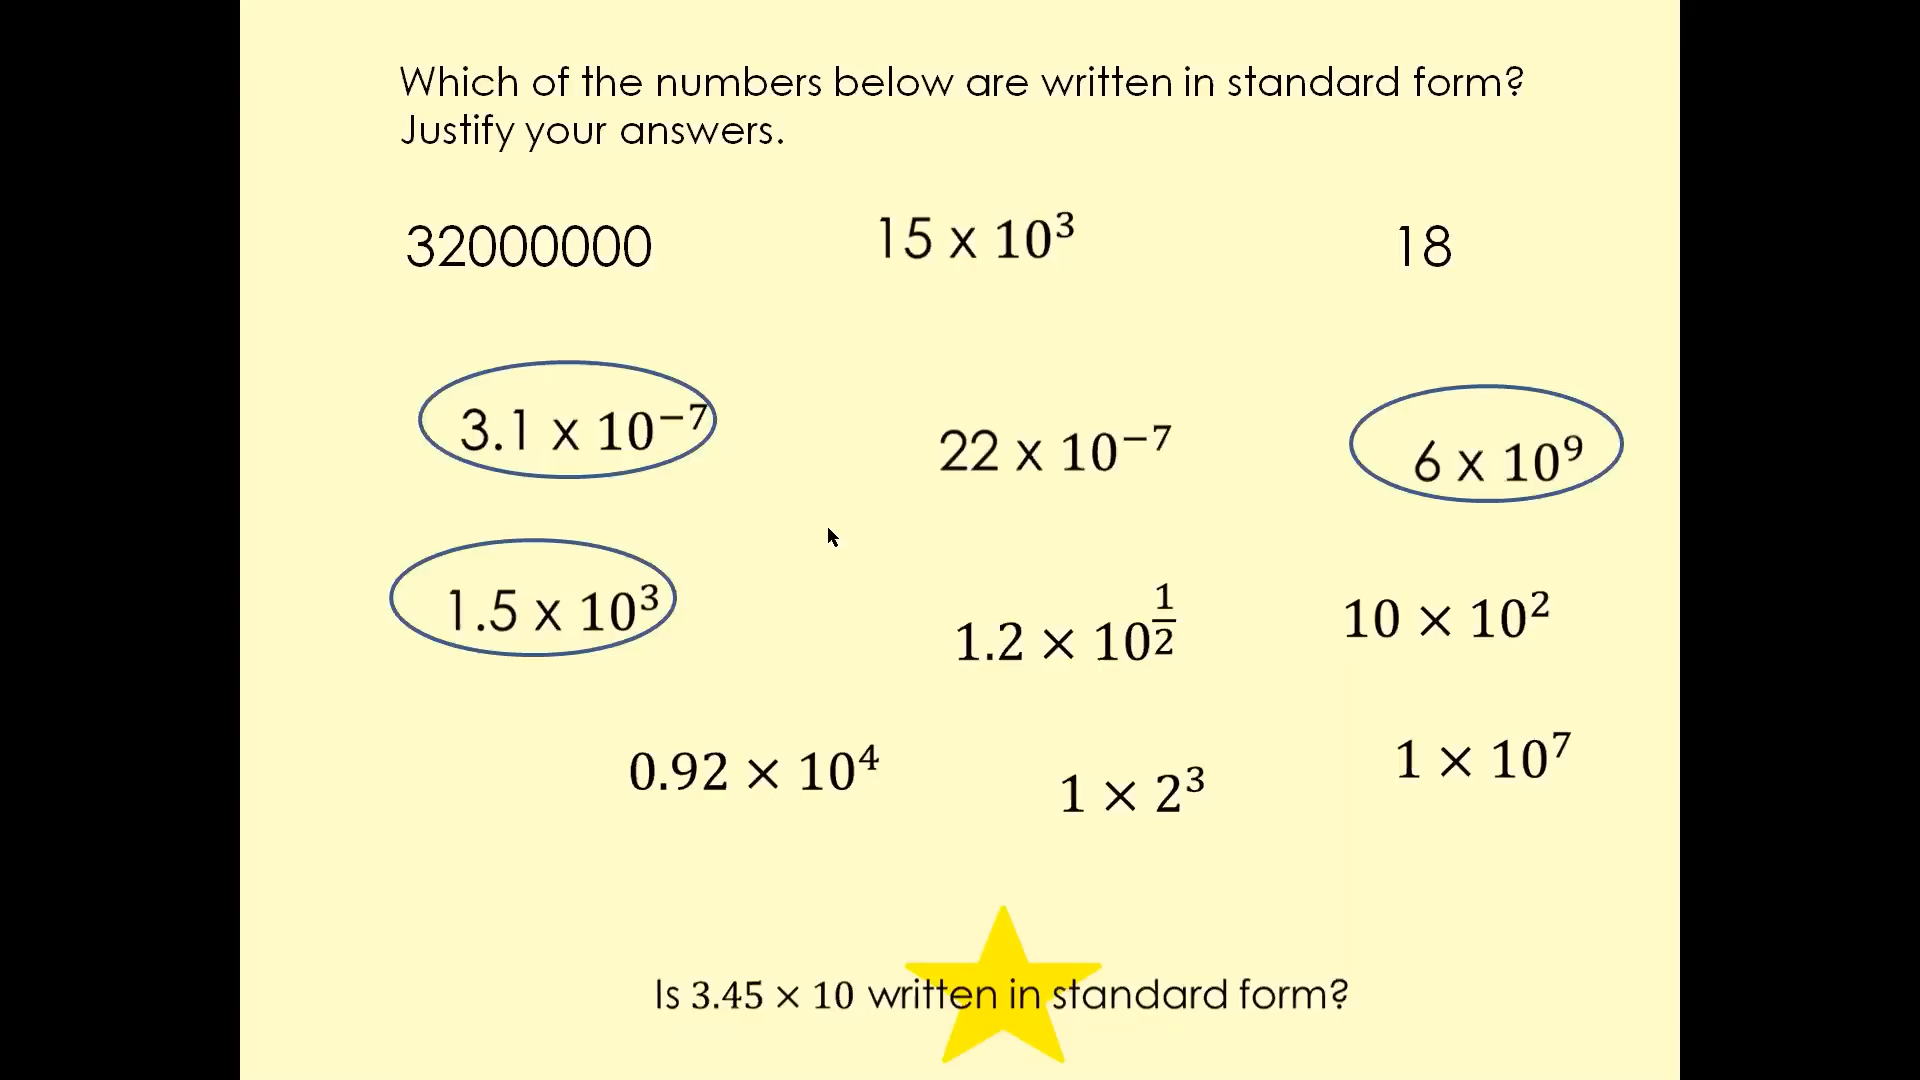 Which of the numbers below are written in standard form?
Justify your answers.
32000000 15 x 10³ 18
3.1 x 10⁻⁷ 22 x 10⁻⁷ 6 x 10⁹
1.5 x 10³ 1.2 × 10^(1/2) 10 × 10²
0.92 × 10⁴ 1 × 2³ 1 × 10⁷
Is 3.45 × 10 written in standard form?